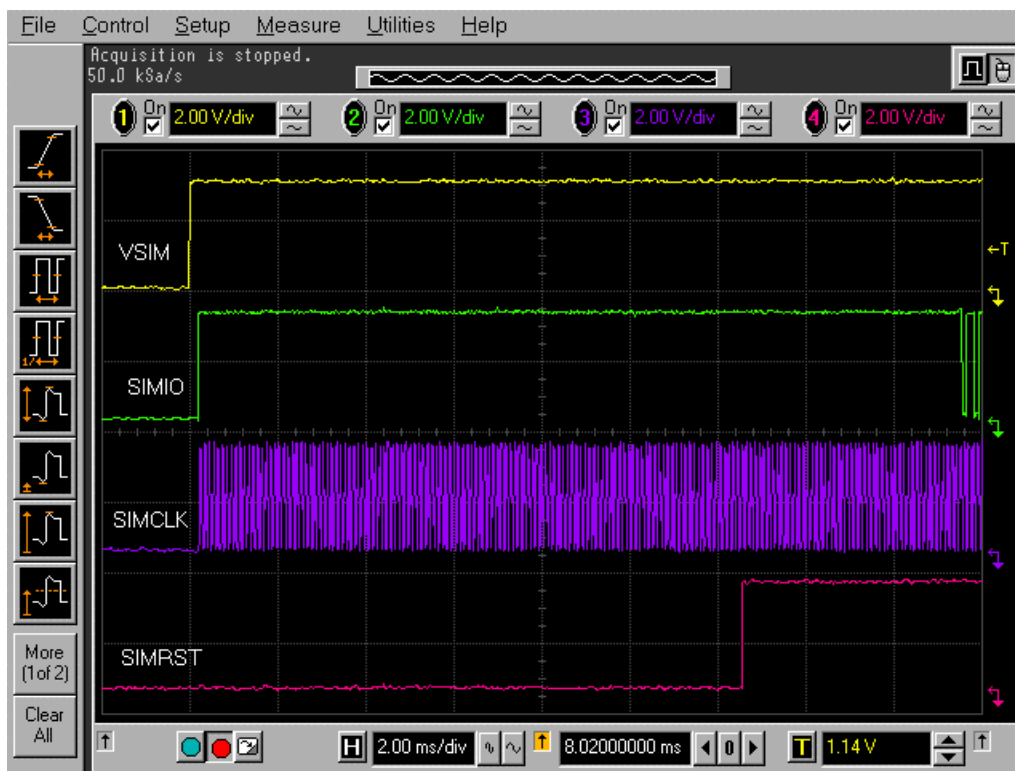 File Control Setup Measure Utilities Help
Acquisition is stopped.
50.0 kSa/s
1 On 2.00 V/div 2 On 2.00 V/div 3 On 2.00 V/div 4 On 2.00 V/div
VSIM
T
SIMIO
1/
SIMCLK
SIMRST
More
(1of 2)
Clear
All
H 2.00 ms/div 8.02000000 ms 0 T 1.14 V